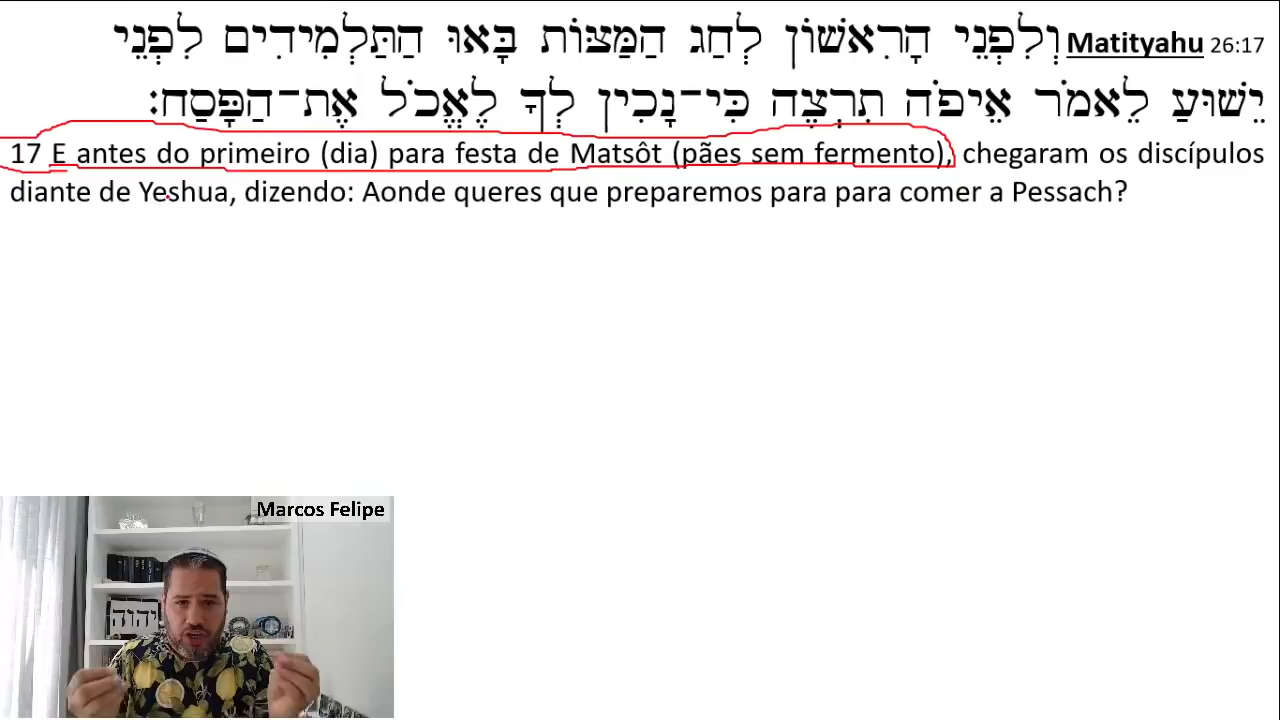 Matityahu 26:17 וְלִפְנֵי הָרִאשׁוֹן לְחַג הַמַּצּוֹת בָּאוּ הַתַּלְמִידִים לִפְנֵי
יֵשׁוּעַ לֵאמֹר אֵיפֹה תִרְצֶה כִּי־נָכִין לְךָ לֶאֱכֹל אֶת־הַפָּסַח׃
17 E antes do primeiro (dia) para festa de Matsôt (pães sem fermento), chegaram os discípulos
diante de Yeshua, dizendo: Aonde queres que preparemos para para comer a Pessach?
Marcos Felipe
יהוה